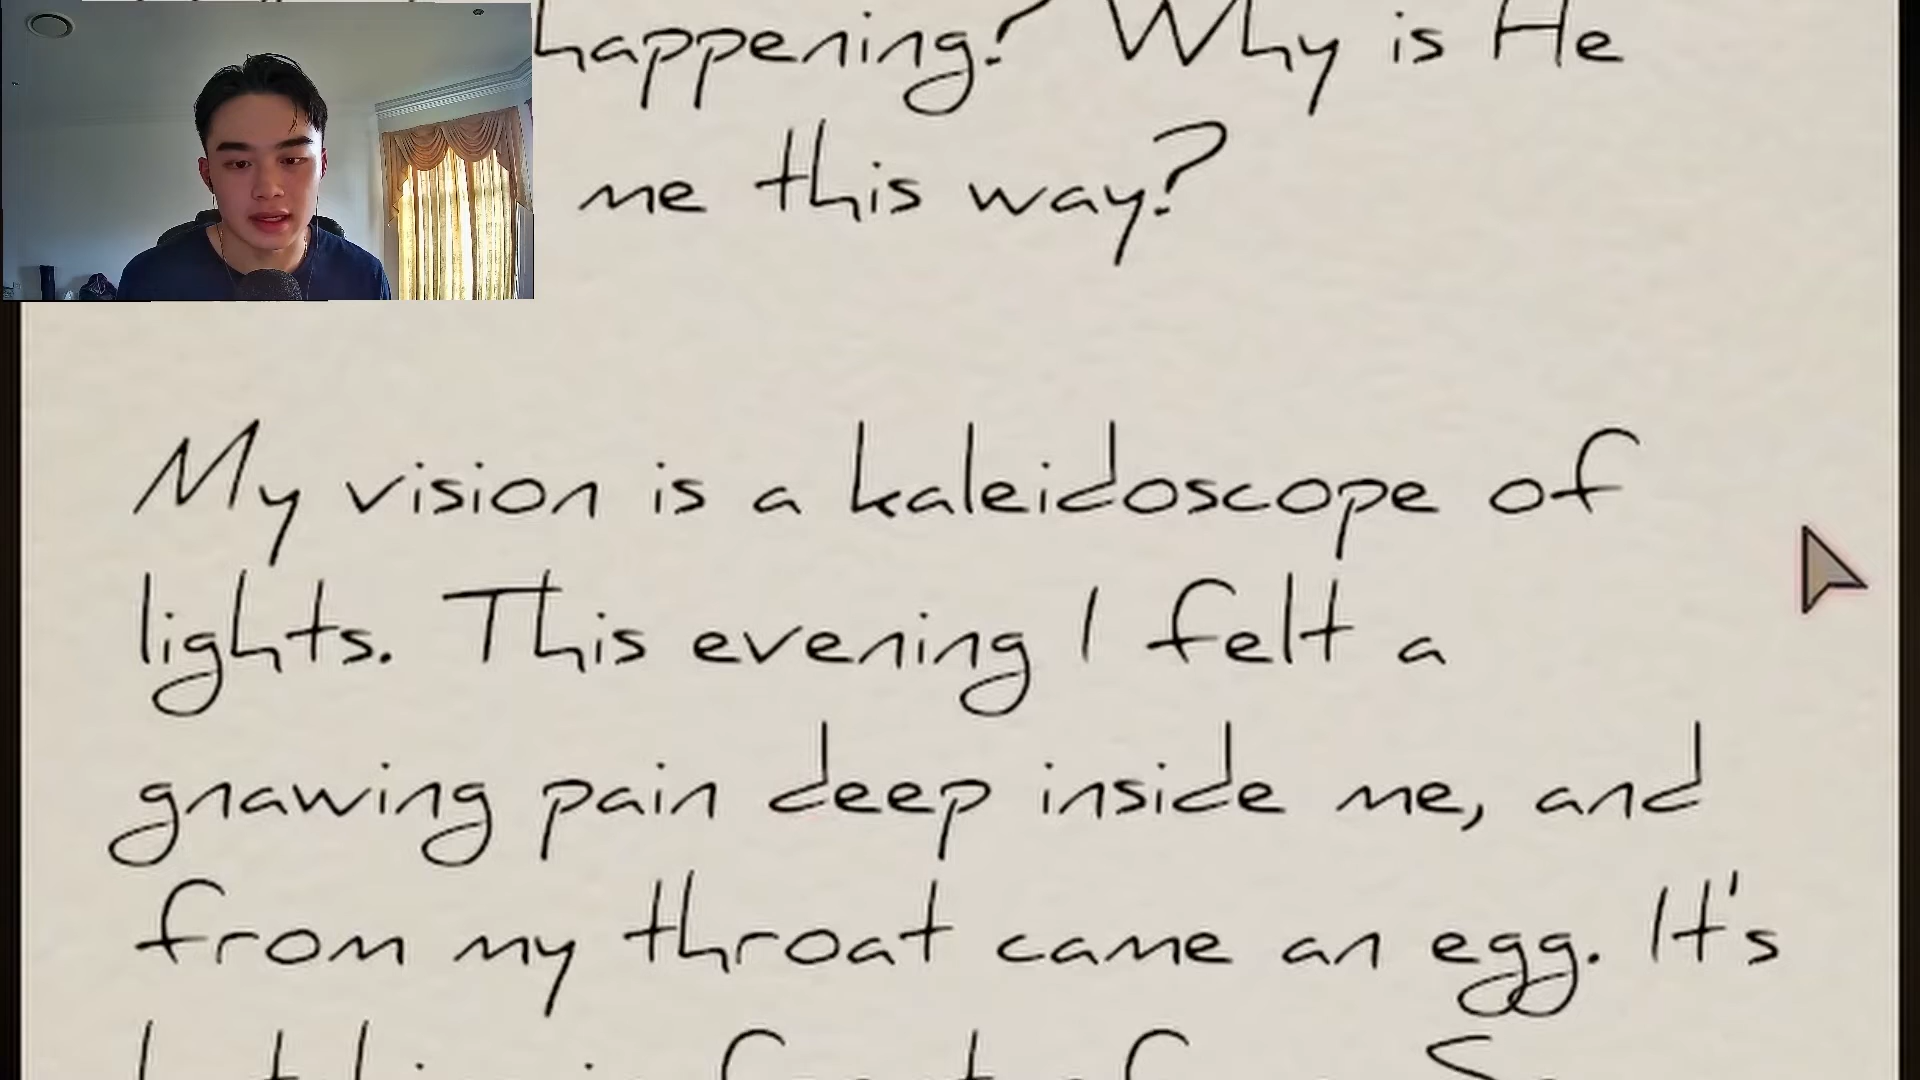 happening? Why is He
me this way?
My vision is a kaleidoscope of
lights. This evening I felt a
gnawing pain deep inside me, and
from my throat came an egg. It's